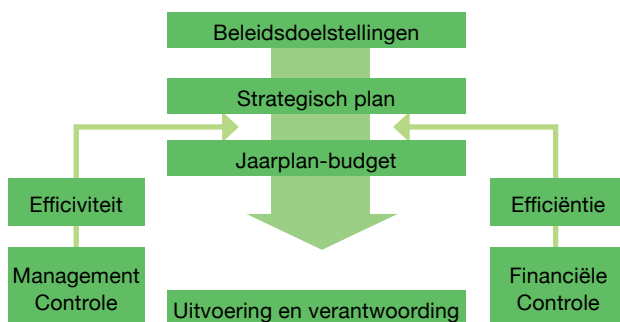 Beleidsdoelstellingen
Strategisch plan
Jaarplan-budget
Efficiviteit
Efficiëntie
Management
Controle
Financiële
Controle
Uitvoering en verantwoording